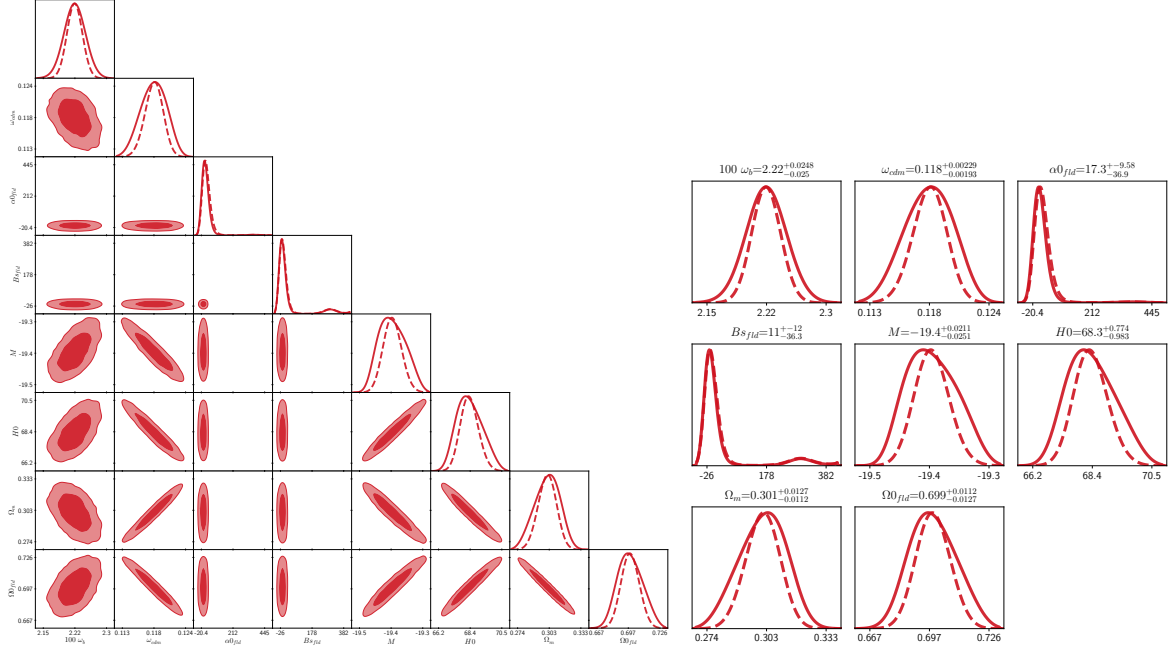 0.124
0.118
0.113
ω_cdm
445
212
-20.4
α0_fld
382
178
-26
Bs_fld
-19.3
-19.4
-19.5
M
70.5
68.4
66.2
H0
0.333
0.303
0.274
Ω_m
0.726
0.697
0.667
Ω0_fld
2.15 2.22 2.3
100 ω_b
0.113 0.118 0.124
ω_cdm
-20.4 212 445
α0_fld
-26 178 382
Bs_fld
-19.5 -19.4 -19.3
M
66.2 68.4 70.5
H0
0.274 0.303 0.333
Ω_m
0.667 0.697 0.726
Ω0_fld
100 ω_b=2.22^{+0.0248}_{-0.025}
2.15 2.22 2.3
ω_cdm=0.118^{+0.00229}_{-0.00193}
0.113 0.118 0.124
α0_fld=17.3^{+-9.58}_{-36.9}
-20.4 212 445
Bs_fld=11^{+-12}_{-36.3}
-26 178 382
M=-19.4^{+0.0211}_{-0.0251}
-19.5 -19.4 -19.3
H0=68.3^{+0.774}_{-0.983}
66.2 68.4 70.5
Ω_m=0.301^{+0.0127}_{-0.0112}
0.274 0.303 0.333
Ω0_fld=0.699^{+0.0112}_{-0.0127}
0.667 0.697 0.726